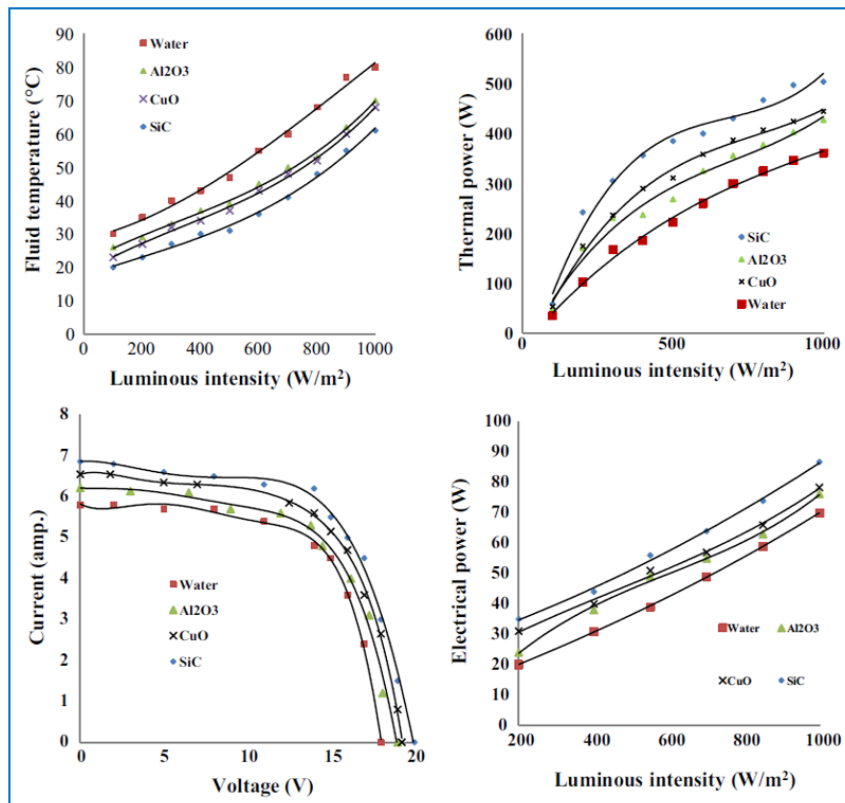 Fluid temperature (°C)
90
80
70
60
50
40
30
20
10
0
Water
Al2O3
CuO
SiC
0 200 400 600 800 1000
Luminous intensity (W/m²)
Thermal power (W)
600
500
400
300
200
100
0
SiC
Al2O3
CuO
Water
0 500 1000
Luminous intensity (W/m²)
Current (amp.)
8
7
6
5
4
3
2
1
0
Water
Al2O3
CuO
SiC
0 5 10 15 20
Voltage (V)
Electrical power (W)
100
90
80
70
60
50
40
30
20
10
0
Water Al2O3
CuO SiC
200 400 600 800 1000
Luminous intensity (W/m²)